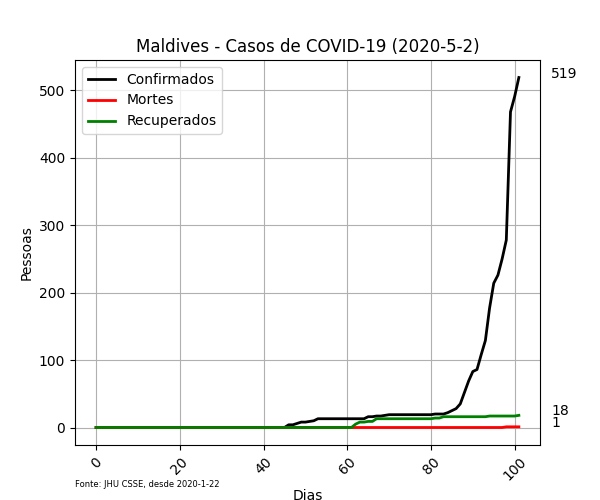 Maldives - Casos de COVID-19 (2020-5-2)
Confirmados
Mortes
Recuperados
519
18
1
500
400
300
200
100
0
Pessoas
0
20
40
60
80
100
Fonte: JHU CSSE, desde 2020-1-22
Dias